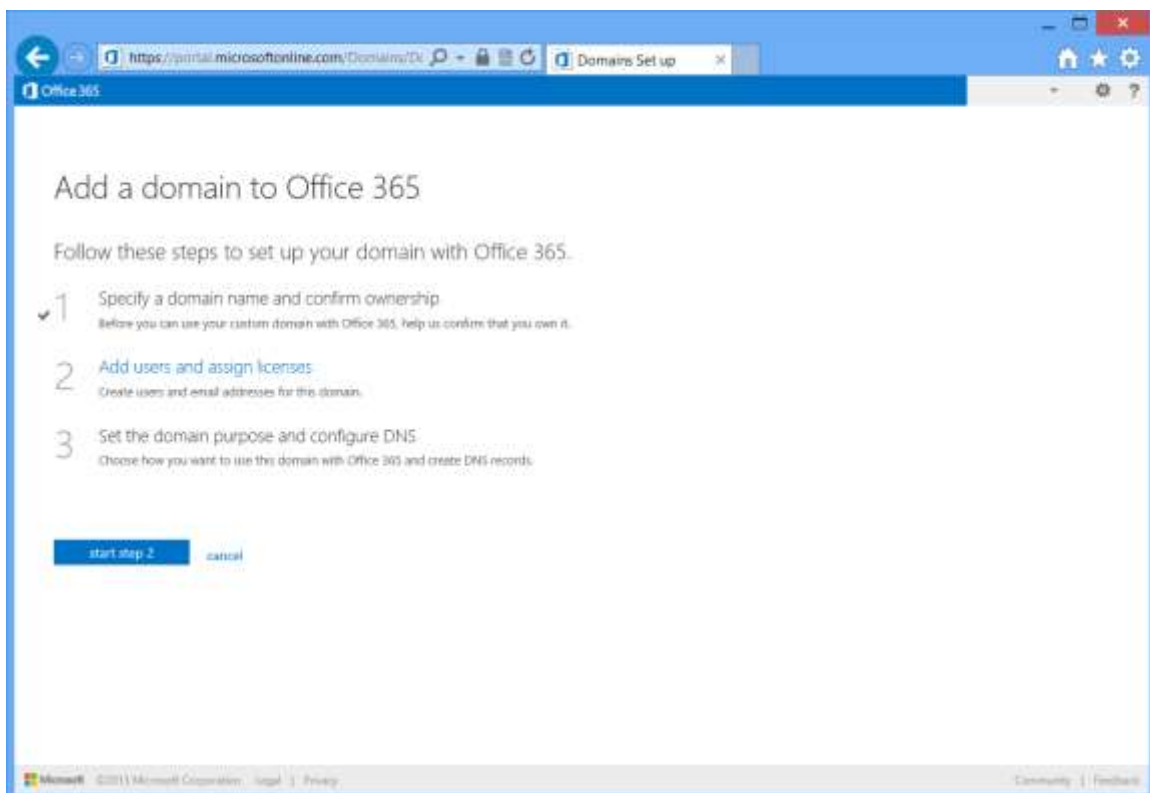 https://portal.microsoftonline.com/Domains/Do
Domains Set up
Office 365
?
Add a domain to Office 365
Follow these steps to set up your domain with Office 365.
1
Specify a domain name and confirm ownership
Before you can use your custom domain with Office 365, help us confirm that you own it.
2
Add users and assign licenses
Create users and email addresses for this domain.
3
Set the domain purpose and configure DNS
Choose how you want to use this domain with Office 365 and create DNS records.
start step 2
cancel
Microsoft ©2013 Microsoft Corporation Legal | Privacy
Community | Feedback